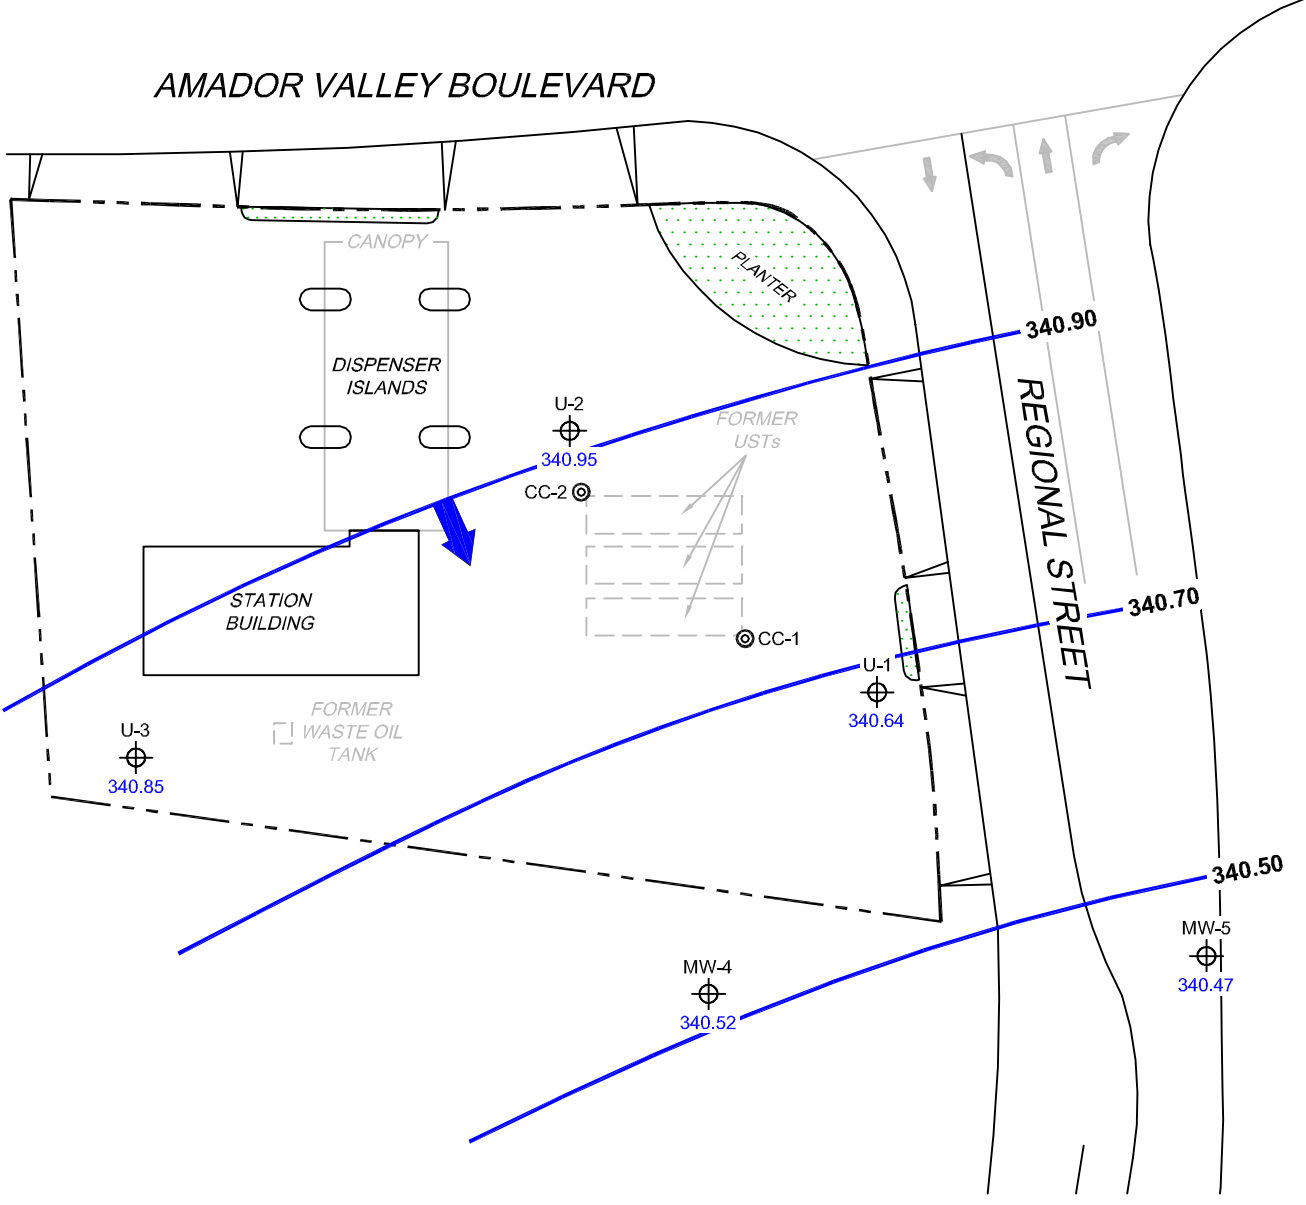 AMADOR VALLEY BOULEVARD
CANOPY
PLANTER
DISPENSER
ISLANDS
340.90
U-2
340.95
FORMER
USTs
CC-2
REGIONAL STREET
STATION
BUILDING
CC-1
340.70
U-1
340.64
FORMER
WASTE OIL
TANK
U-3
340.85
340.50
MW-5
340.47
MW-4
340.52